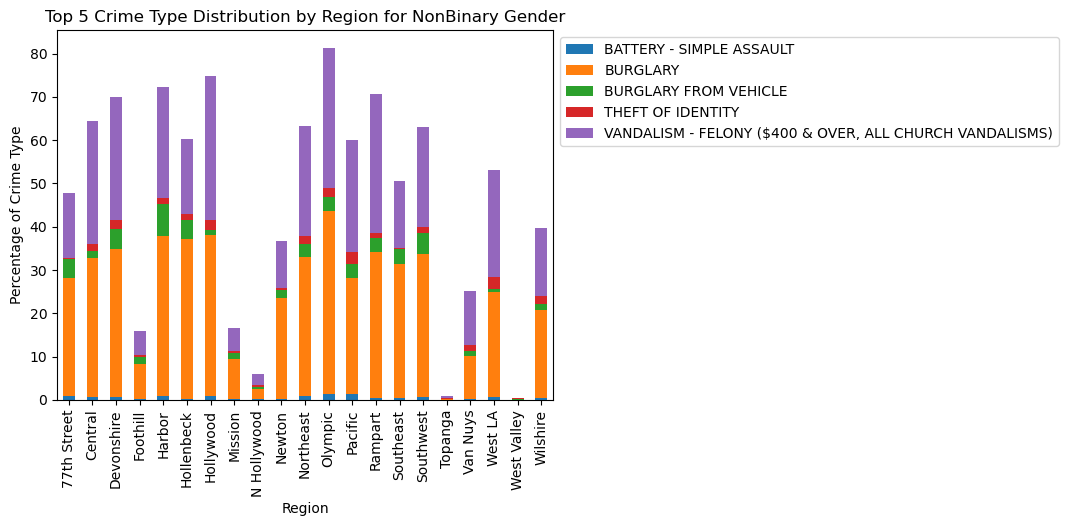 Top 5 Crime Type Distribution by Region for NonBinary Gender
80
70
60
50
40
30
20
10
0
Percentage of Crime Type
77th Street
Central
Devonshire
Foothill
Harbor
Hollenbeck
Hollywood
Mission
N Hollywood
Newton
Northeast
Olympic
Pacific
Rampart
Southeast
Southwest
Topanga
Van Nuys
West LA
West Valley
Wilshire
Region
BATTERY - SIMPLE ASSAULT
BURGLARY
BURGLARY FROM VEHICLE
THEFT OF IDENTITY
VANDALISM - FELONY ($400 & OVER, ALL CHURCH VANDALISMS)